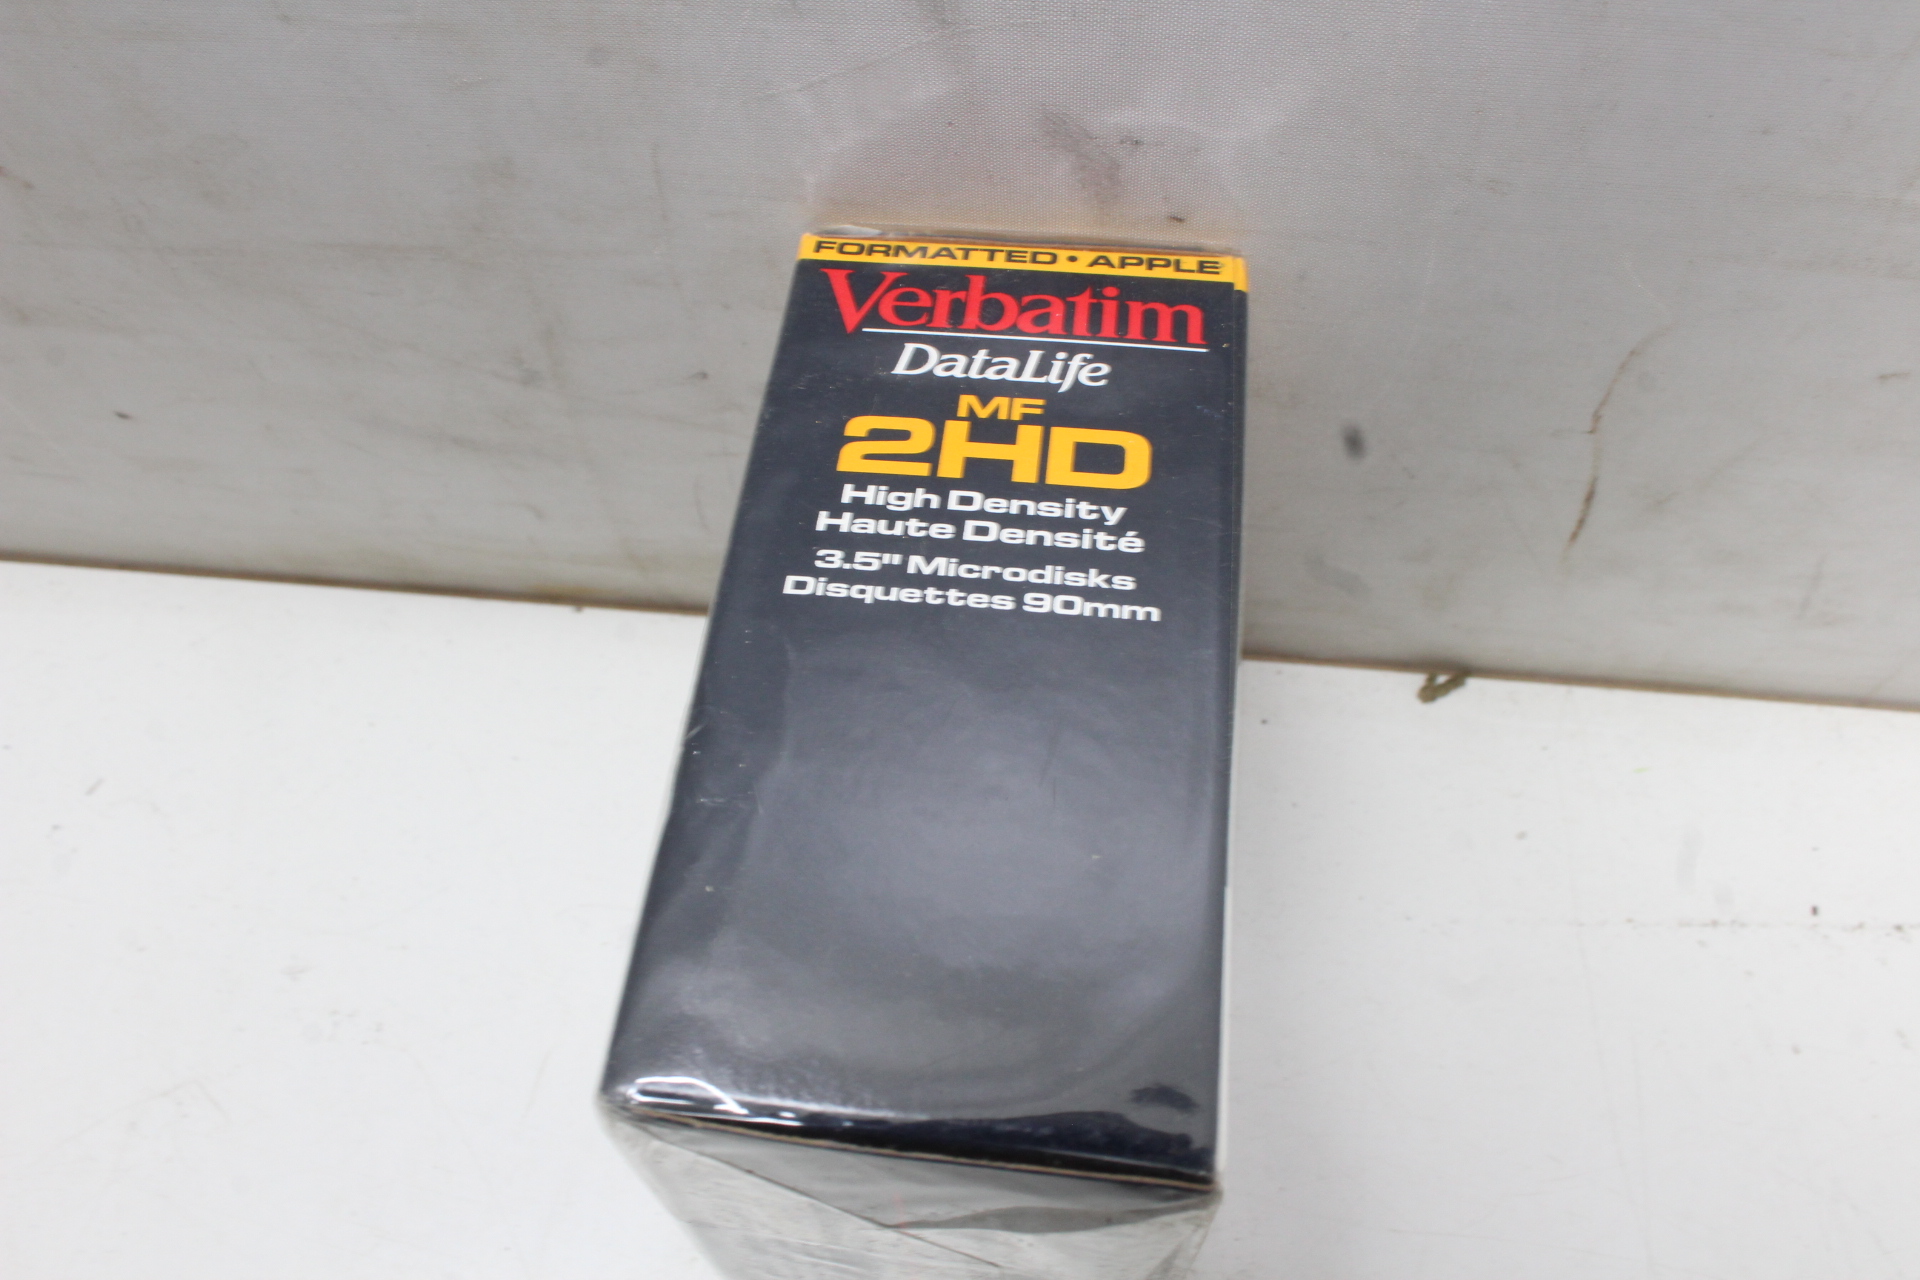 FORMATTED • APPLE
Verbatim
DataLife
MF
2HD
High Density
Haute Densité
3.5" Microdisks
Disquettes 90mm